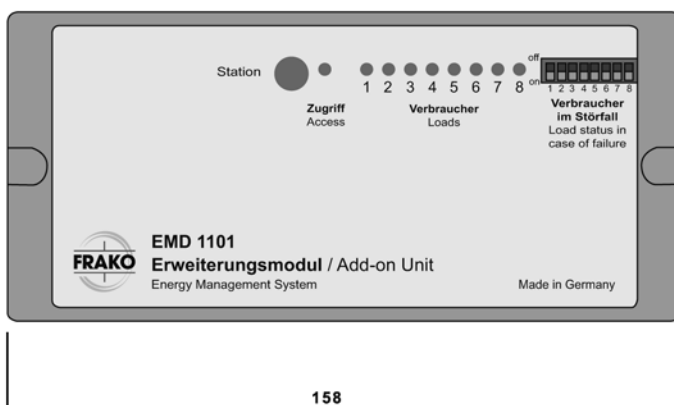 Station
Zugriff
Access
1 2 3 4 5 6 7 8
Verbraucher
Loads
off
on
1 2 3 4 5 6 7 8
Verbraucher
im Störfall
Load status in
case of failure
FRAKO
EMD 1101
Erweiterungsmodul / Add-on Unit
Energy Management System
Made in Germany
158